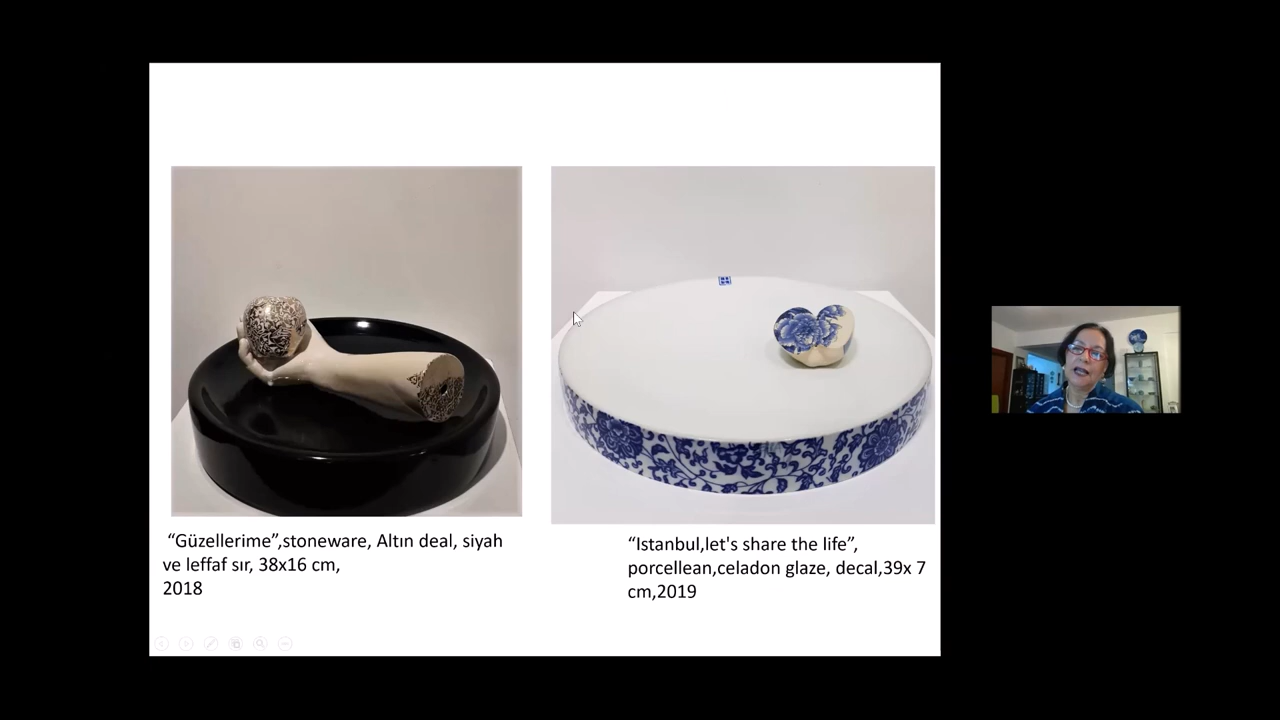 “Güzellerime”,stoneware, Altın deal, siyah
ve leffaf sır, 38x16 cm,
2018
“Istanbul,let's share the life”,
porcellean,celadon glaze, decal,39x 7
cm,2019